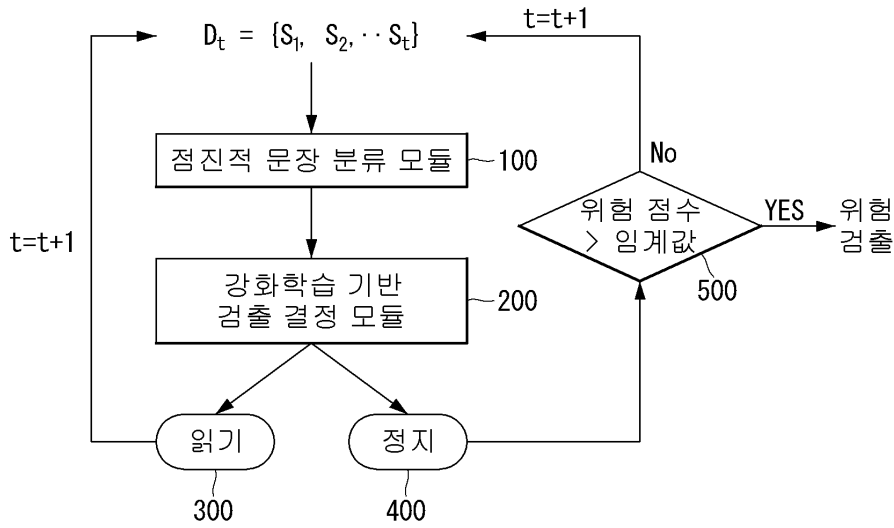 t=t+1
Dₜ = {S₁, S₂,‥Sₜ}
점진적 문장 분류 모듈
100
No
위험 점수
> 임계값
YES
위험
검출
500
t=t+1
강화학습 기반
검출 결정 모듈
200
읽기
정지
300
400